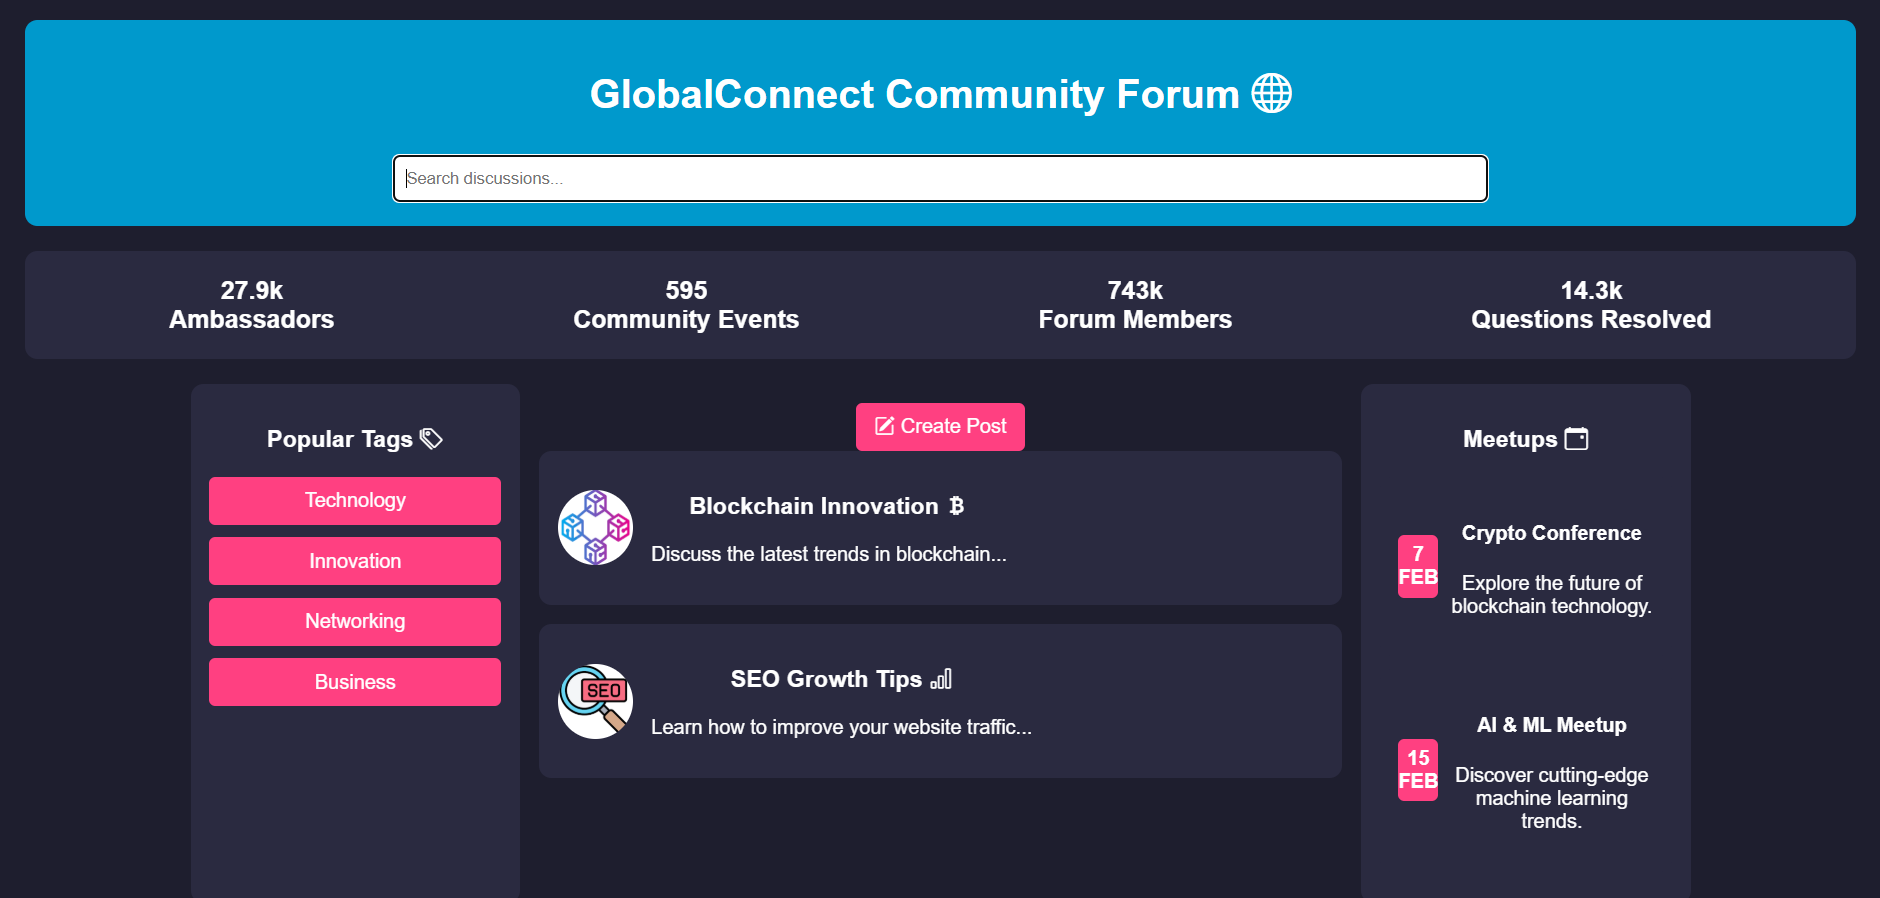 GlobalConnect Community Forum
Search discussions...
27.9k
Ambassadors
595
Community Events
743k
Forum Members
14.3k
Questions Resolved
Popular Tags
Technology
Innovation
Networking
Business
Create Post
Blockchain Innovation
Discuss the latest trends in blockchain...
SEO
SEO Growth Tips
Learn how to improve your website traffic...
Meetups
7
FEB
Crypto Conference
Explore the future of
blockchain technology.
15
FEB
AI & ML Meetup
Discover cutting-edge
machine learning
trends.